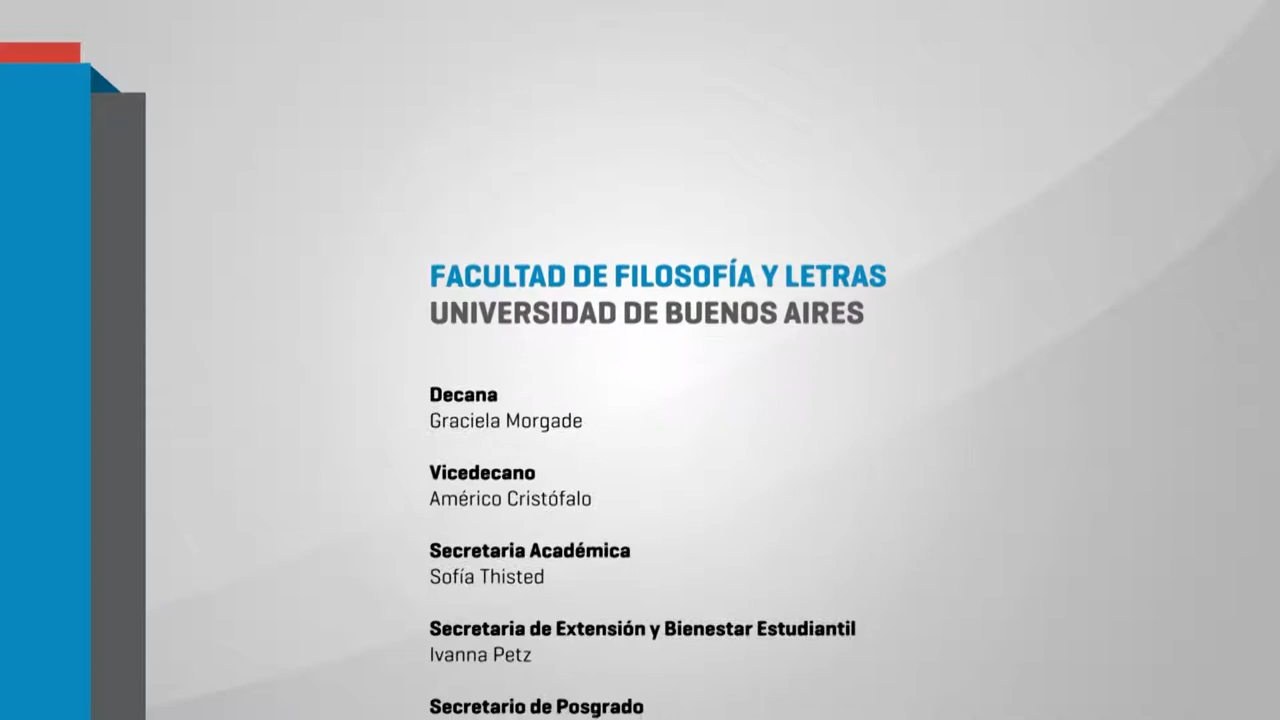 FACULTAD DE FILOSOFÍA Y LETRAS
UNIVERSIDAD DE BUENOS AIRES
Decana
Graciela Morgade
Vicedecano
Américo Cristófalo
Secretaria Académica
Sofía Thisted
Secretaria de Extensión y Bienestar Estudiantil
Ivanna Petz
Secretario de Posgrado